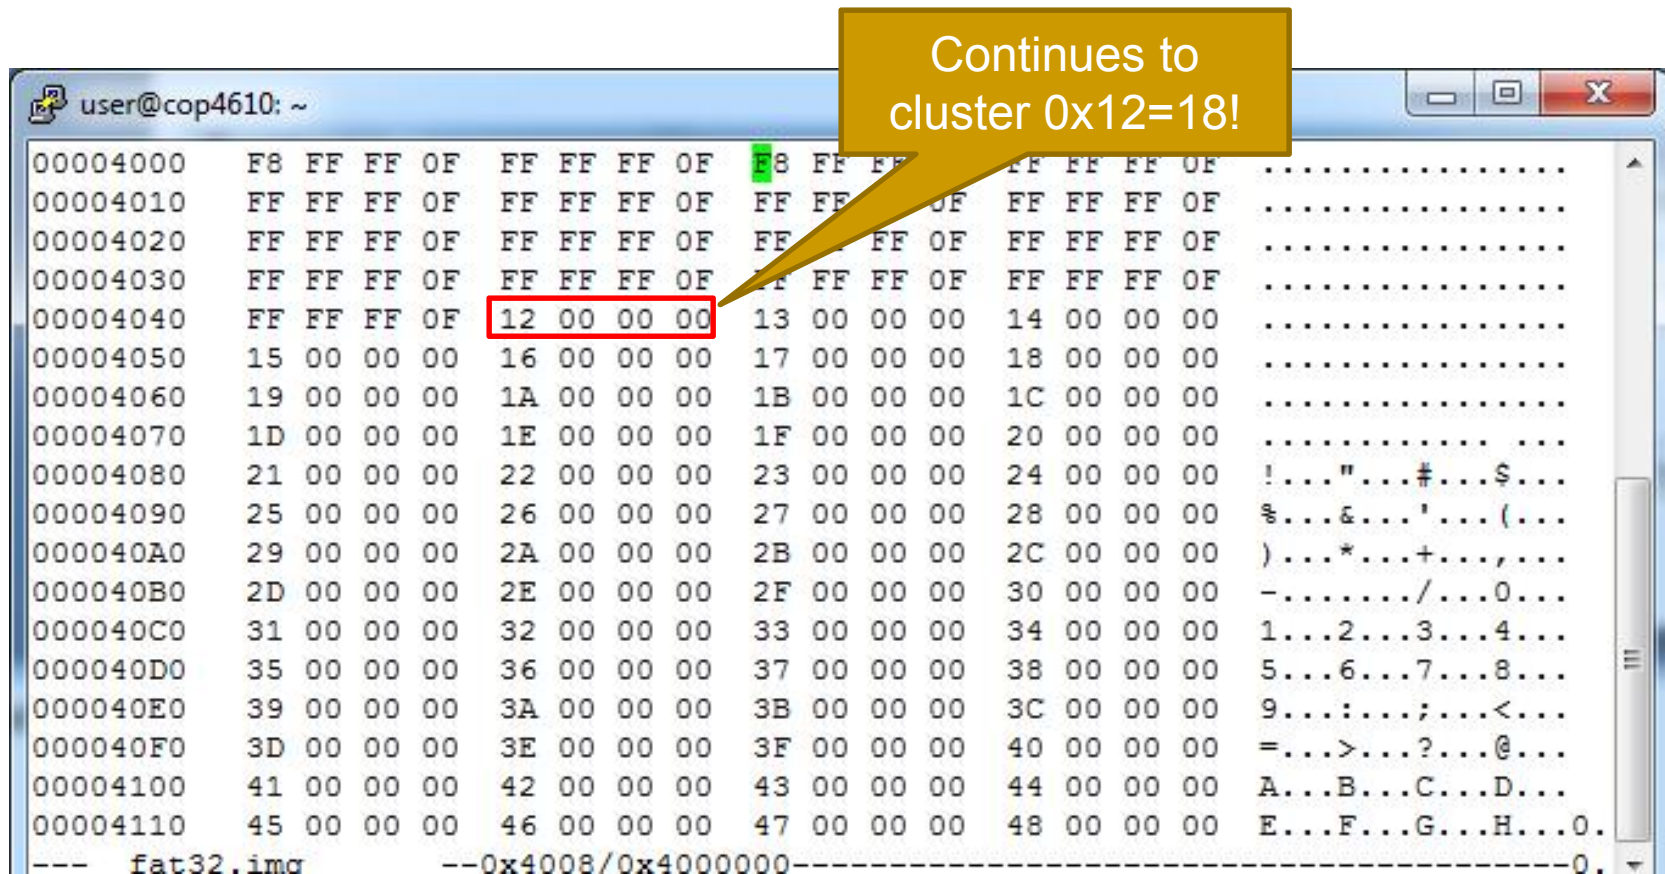 Continues to
cluster 0x12=18!
user@cop4610: ~
00004000 F8 FF FF 0F FF FF FF 0F F8 FF FF FF FF 0F ................
00004010 FF FF FF 0F FF FF FF 0F FF FF 0F FF FF FF 0F ................
00004020 FF FF FF 0F FF FF FF 0F FF FF 0F FF FF FF 0F ................
00004030 FF FF FF 0F FF FF FF 0F FF FF FF 0F FF FF FF 0F ................
00004040 FF FF FF 0F 12 00 00 00 13 00 00 00 14 00 00 00 ................
00004050 15 00 00 00 16 00 00 00 17 00 00 00 18 00 00 00 ................
00004060 19 00 00 00 1A 00 00 00 1B 00 00 00 1C 00 00 00 ................
00004070 1D 00 00 00 1E 00 00 00 1F 00 00 00 20 00 00 00 ............ ...
00004080 21 00 00 00 22 00 00 00 23 00 00 00 24 00 00 00 !..."...#...$...
00004090 25 00 00 00 26 00 00 00 27 00 00 00 28 00 00 00 %...&...'...(...
000040A0 29 00 00 00 2A 00 00 00 2B 00 00 00 2C 00 00 00 )...*...+...,...
000040B0 2D 00 00 00 2E 00 00 00 2F 00 00 00 30 00 00 00 -......./...0...
000040C0 31 00 00 00 32 00 00 00 33 00 00 00 34 00 00 00 1...2...3...4...
000040D0 35 00 00 00 36 00 00 00 37 00 00 00 38 00 00 00 5...6...7...8...
000040E0 39 00 00 00 3A 00 00 00 3B 00 00 00 3C 00 00 00 9...:...;...<...
000040F0 3D 00 00 00 3E 00 00 00 3F 00 00 00 40 00 00 00 =...>...?...@...
00004100 41 00 00 00 42 00 00 00 43 00 00 00 44 00 00 00 A...B...C...D...
00004110 45 00 00 00 46 00 00 00 47 00 00 00 48 00 00 00 E...F...G...H...0.
--- fat32.img --0x4008/0x4000000----------------------------------------0.